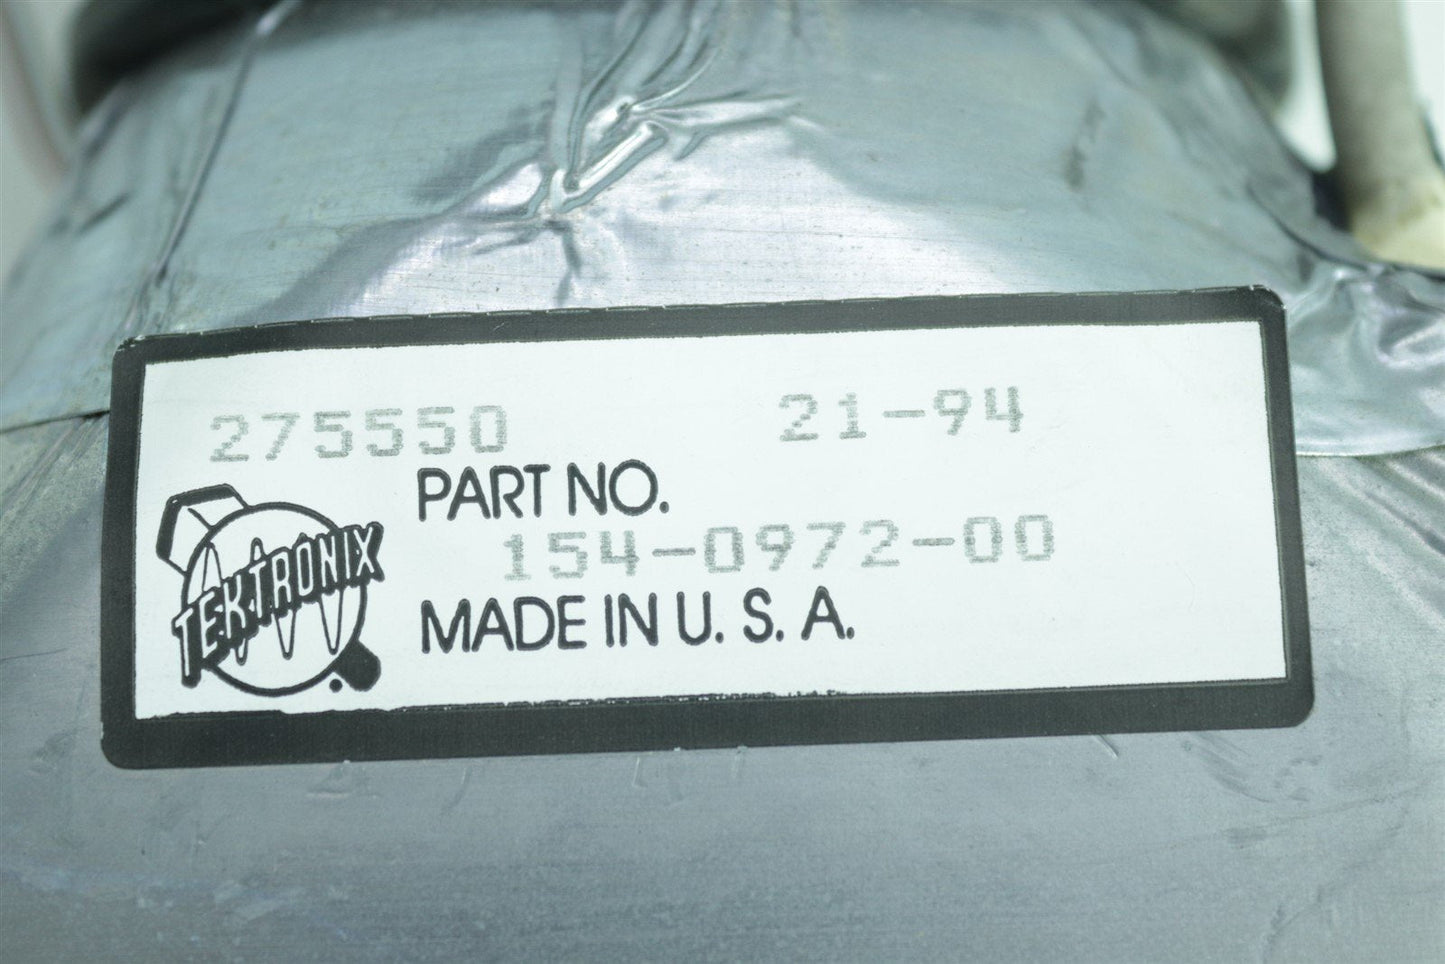 275550 21-94
PART NO.
154-0972-00
TEKTRONIX
MADE IN U. S. A.